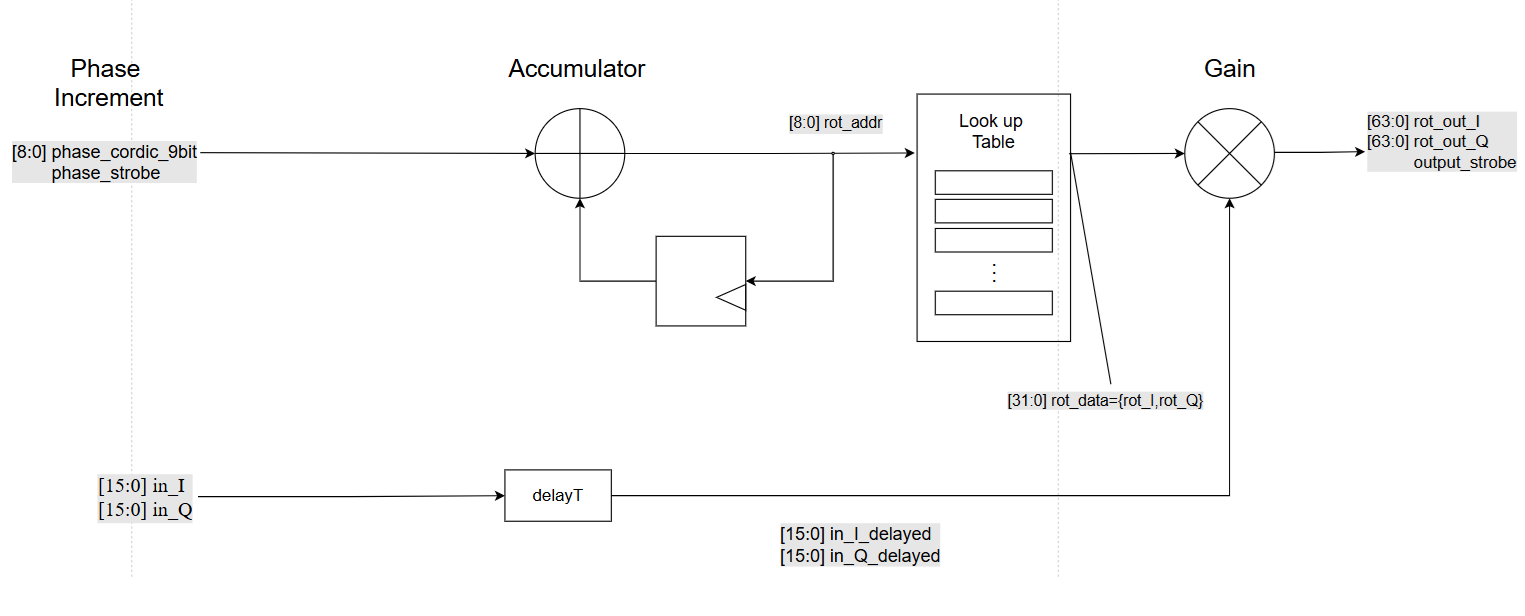 Phase
Increment
Accumulator
Gain
[8:0] phase_cordic_9bit
phase_strobe
[8:0] rot_addr
Look up
Table
[63:0] rot_out_I
[63:0] rot_out_Q
output_strobe
[31:0] rot_data={rot_I,rot_Q}
[15:0] in_I
[15:0] in_Q
delayT
[15:0] in_I_delayed
[15:0] in_Q_delayed